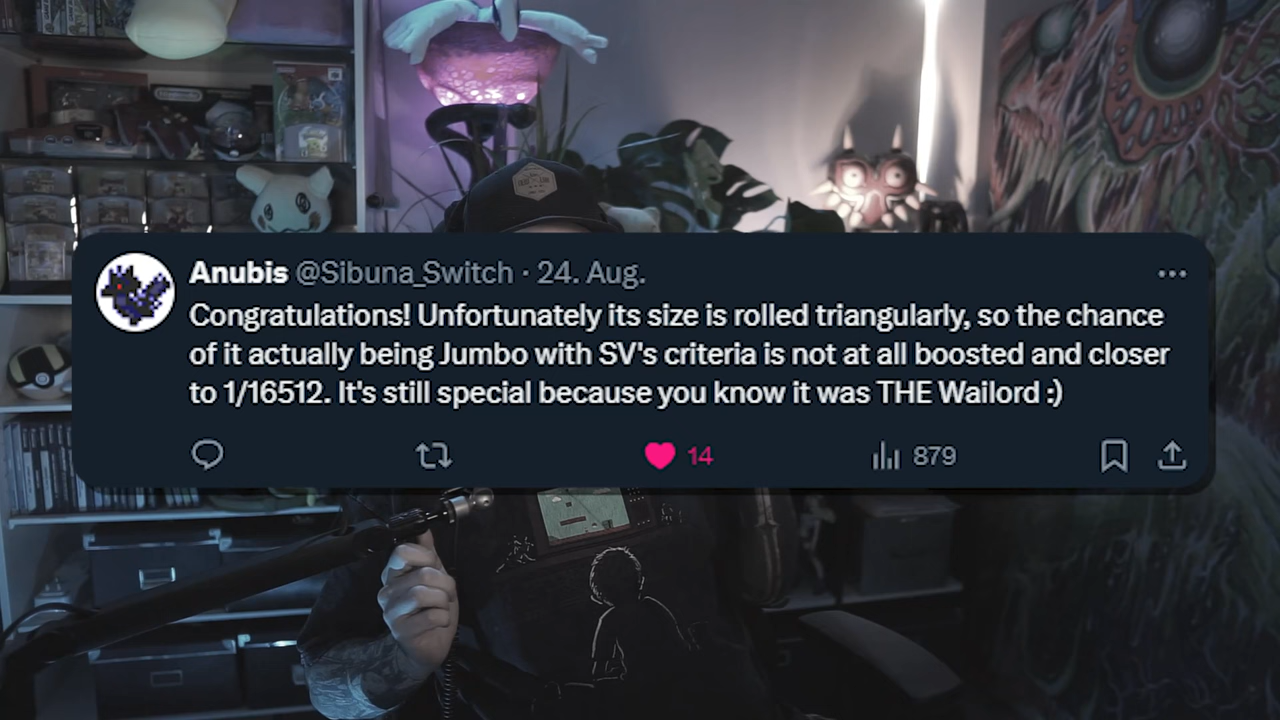 Anubis @Sibuna_Switch · 24. Aug.
Congratulations! Unfortunately its size is rolled triangularly, so the chance
of it actually being Jumbo with SV's criteria is not at all boosted and closer
to 1/16512. It's still special because you know it was THE Wailord :)
14
879